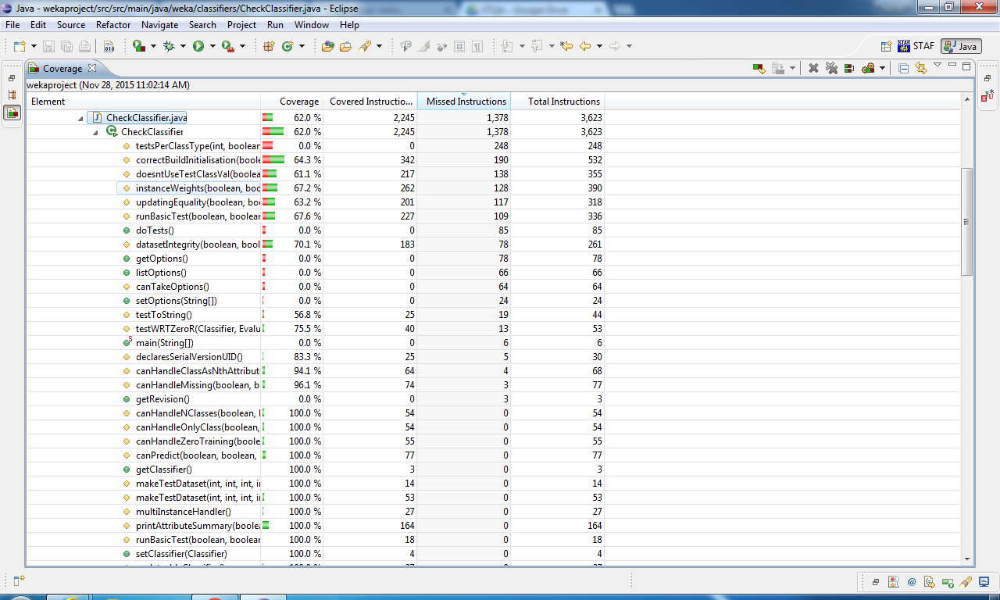 Java - wekaproject/src/src/main/java/weka/classifiers/CheckClassifier.java - Eclipse
File Edit Source Refactor Navigate Search Project Run Window Help
STAF Java
Coverage
wekaproject (Nov 28, 2015 11:02:14 AM)
Element Coverage Covered Instructio... Missed Instructions Total Instructions
CheckClassifier.java 62.0 % 2,245 1,378 3,623
CheckClassifier 62.0 % 2,245 1,378 3,623
testsPerClassType(int, boolean 0.0 % 0 248 248
correctBuildInitialisation(boole 64.3 % 342 190 532
doesntUseTestClassVal(boolea 61.1 % 217 138 355
instanceWeights(boolean, boo 67.2 % 262 128 390
updatingEquality(boolean, bo 63.2 % 201 117 318
runBasicTest(boolean, boolean 67.6 % 227 109 336
doTests() 0.0 % 0 85 85
datasetIntegrity(boolean, bool 70.1 % 183 78 261
getOptions() 0.0 % 0 78 78
listOptions() 0.0 % 0 66 66
canTakeOptions() 0.0 % 0 64 64
setOptions(String[]) 0.0 % 0 24 24
testToString() 56.8 % 25 19 44
testWRTZeroR(Classifier, Evalu 75.5 % 40 13 53
main(String[]) 0.0 % 0 6 6
declaresSerialVersionUID() 83.3 % 25 5 30
canHandleClassAsNthAttribut 94.1 % 64 4 68
canHandleMissing(boolean, b 96.1 % 74 3 77
getRevision() 0.0 % 0 3 3
canHandleNClasses(boolean, 100.0 % 54 0 54
canHandleOnlyClass(boolean, 100.0 % 54 0 54
canHandleZeroTraining(boole 100.0 % 55 0 55
canPredict(boolean, boolean, 100.0 % 77 0 77
getClassifier() 100.0 % 3 0 3
makeTestDataset(int, int, int, i 100.0 % 14 0 14
makeTestDataset(int, int, int, i 100.0 % 53 0 53
multiInstanceHandler() 100.0 % 27 0 27
printAttributeSummary(boole 100.0 % 164 0 164
runBasicTest(boolean, boolean 100.0 % 18 0 18
setClassifier(Classifier) 100.0 % 4 0 4